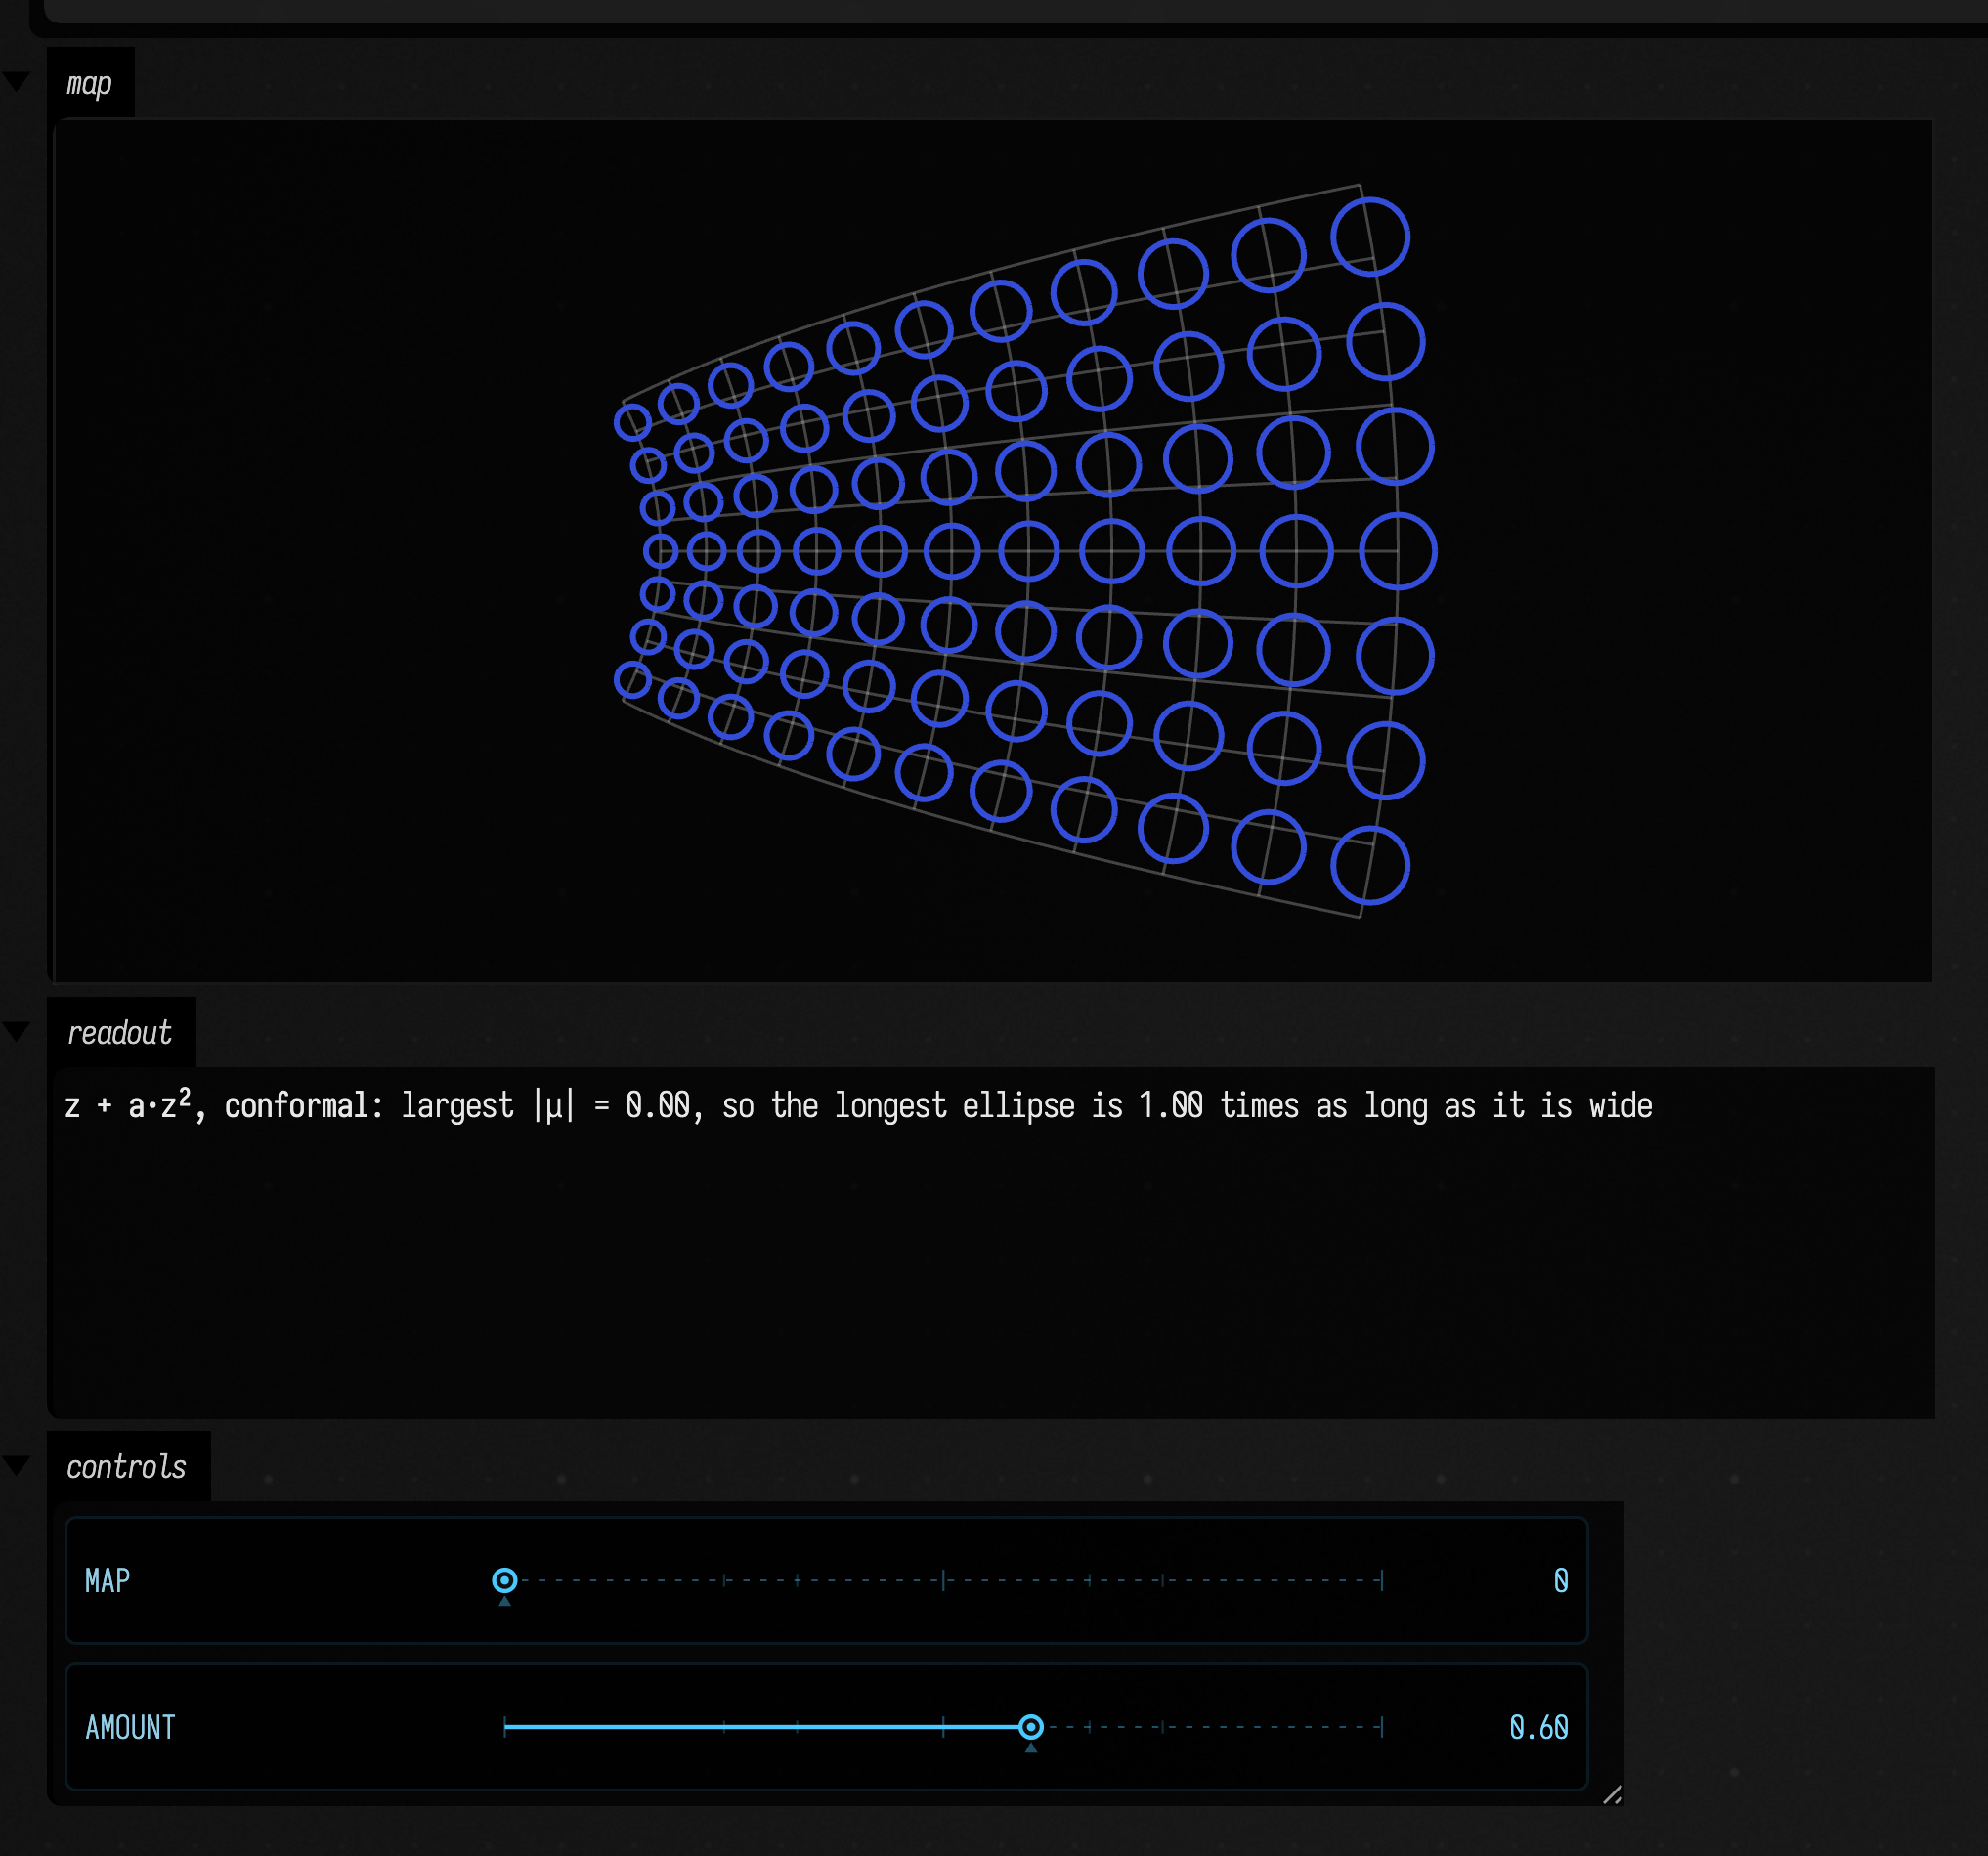 map
readout
z + a·z², conformal: largest |μ| = 0.00, so the longest ellipse is 1.00 times as long as it is wide
controls
MAP 0
AMOUNT 0.60